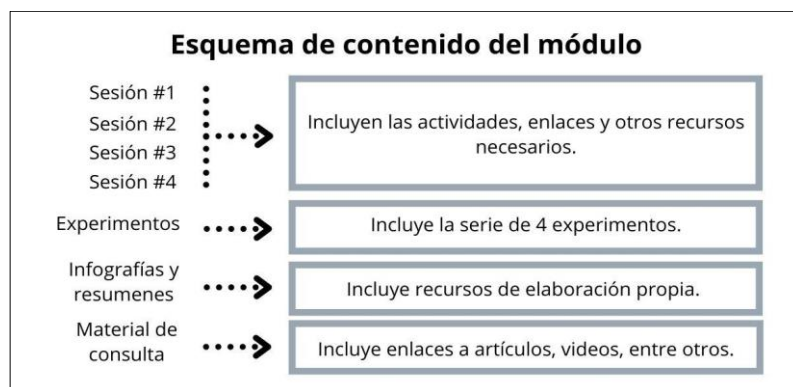 Esquema de contenido del módulo
Sesión #1
Sesión #2
Sesión #3
Sesión #4
Incluyen las actividades, enlaces y otros recursos
necesarios.
Experimentos
Incluye la serie de 4 experimentos.
Infografías y
resumenes
Incluye recursos de elaboración propia.
Material de
consulta
Incluye enlaces a artículos, videos, entre otros.